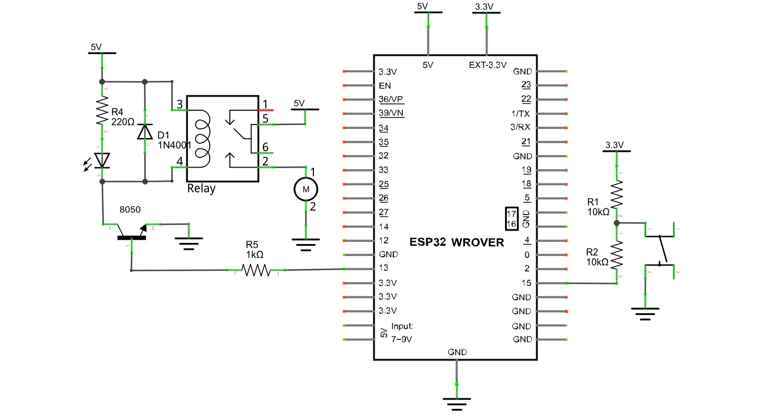 5V
3.3V
5V
5V
EXT-3.3V
R4
220Ω
D1
1N4001
3
4
1
5
6
2
5V
Relay
1
M
2
8050
R5
1kΩ
3.3V
EN
36/VP
39/VN
34
35
32
33
25
26
27
14
12
GND
13
3.3V
3.3V
3.3V
5V
Input:
7~9V
ESP32 WROVER
GND
GND
23
22
1/TX
3/RX
21
GND
19
18
5
17
16
GND
4
0
2
15
GND
GND
GND
GND
3.3V
R1
10kΩ
R2
10kΩ